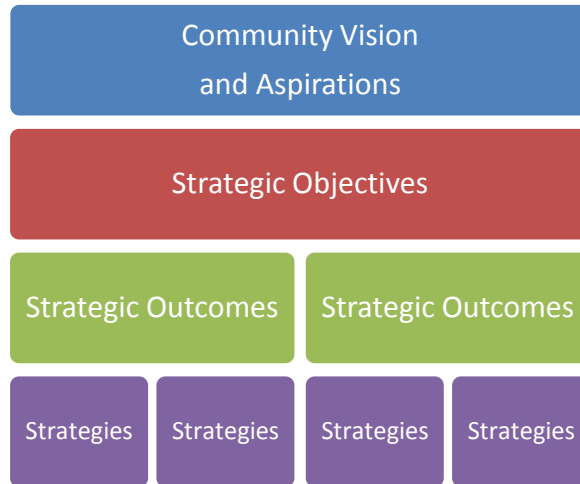 Community Vision
and Aspirations
Strategic Objectives
Strategic Outcomes
Strategic Outcomes
Strategies
Strategies
Strategies
Strategies